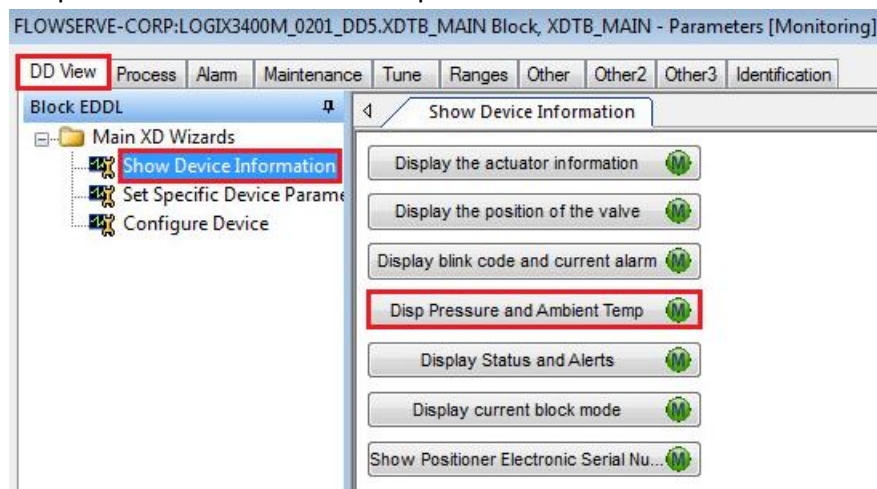 FLOWSERVE-CORP:LOGIX3400M_0201_DD5.XDTB_MAIN Block, XDTB_MAIN - Parameters [Monitoring]
DD View Process Alarm Maintenance Tune Ranges Other Other2 Other3 Identification
Block EDDL
Show Device Information
Main XD Wizards
Show Device Information
Set Specific Device Parame
Configure Device
Display the actuator information M
Display the position of the valve M
Display blink code and current alarm M
Disp Pressure and Ambient Temp M
Display Status and Alerts M
Display current block mode M
Show Positioner Electronic Serial Nu... M